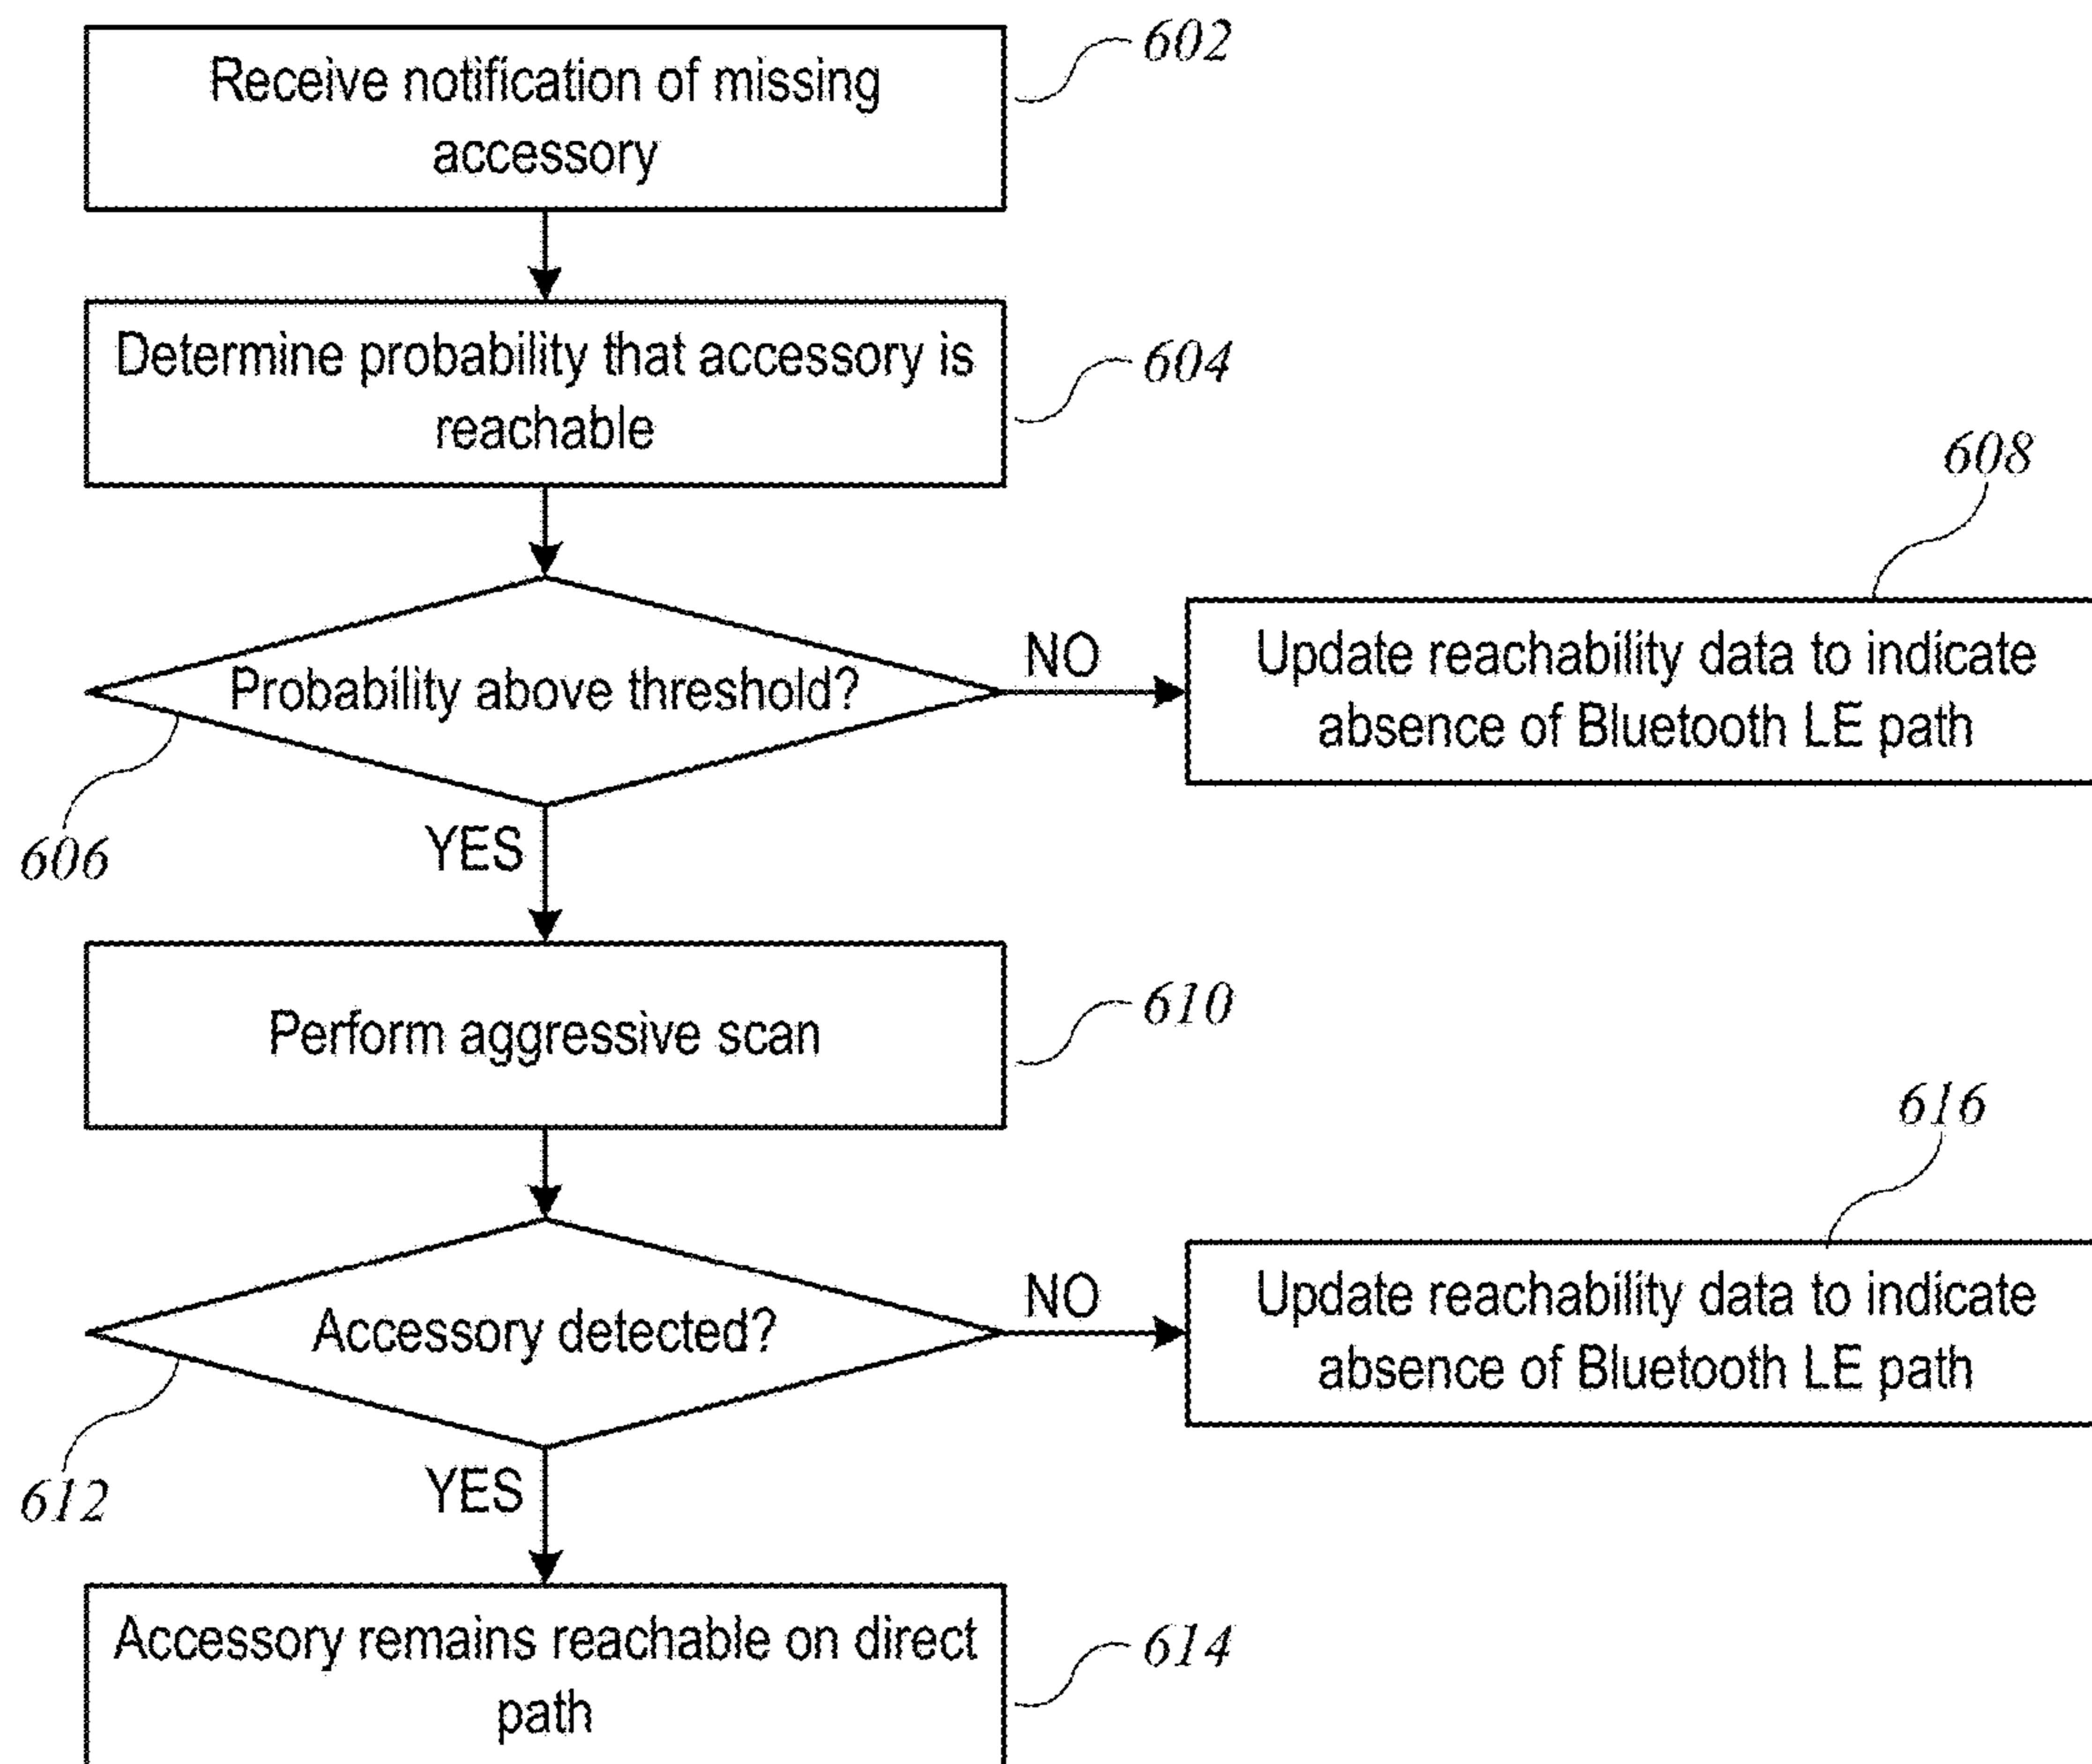 Receive notification of missing
accessory
602
Determine probability that accessory is
reachable
604
608
Probability above threshold?
NO
Update reachability data to indicate
absence of Bluetooth LE path
606
YES
Perform aggressive scan
610
616
Accessory detected?
NO
Update reachability data to indicate
absence of Bluetooth LE path
612
YES
Accessory remains reachable on direct
path
614